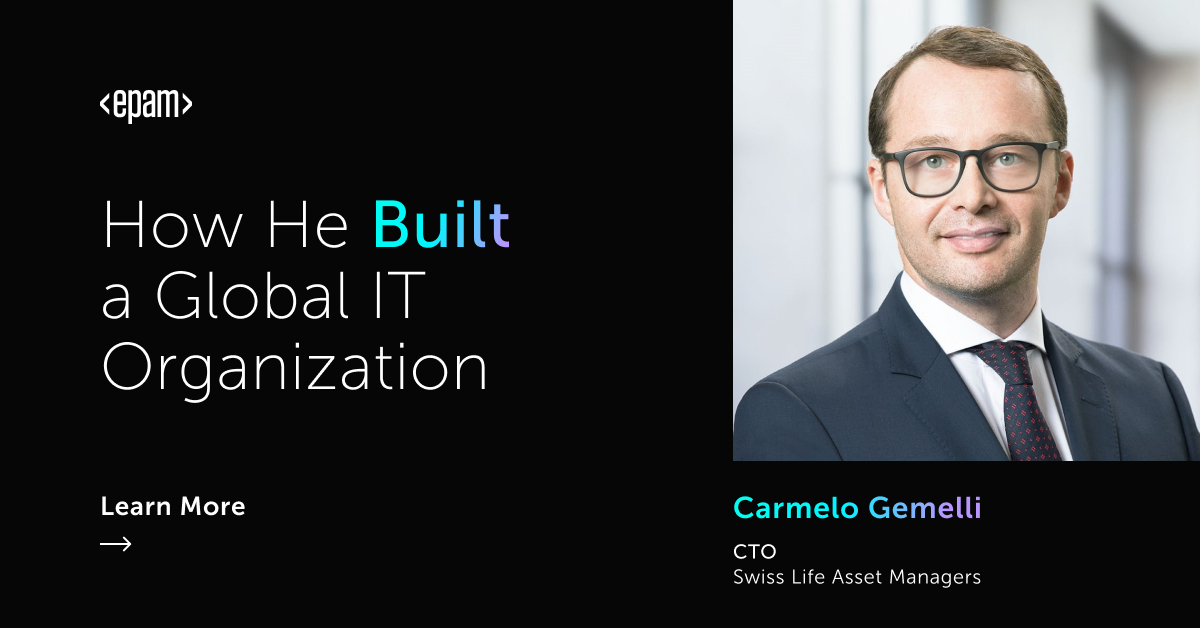 <epam>
How He Built
a Global IT
Organization
Learn More
Carmelo Gemelli
CTO
Swiss Life Asset Managers